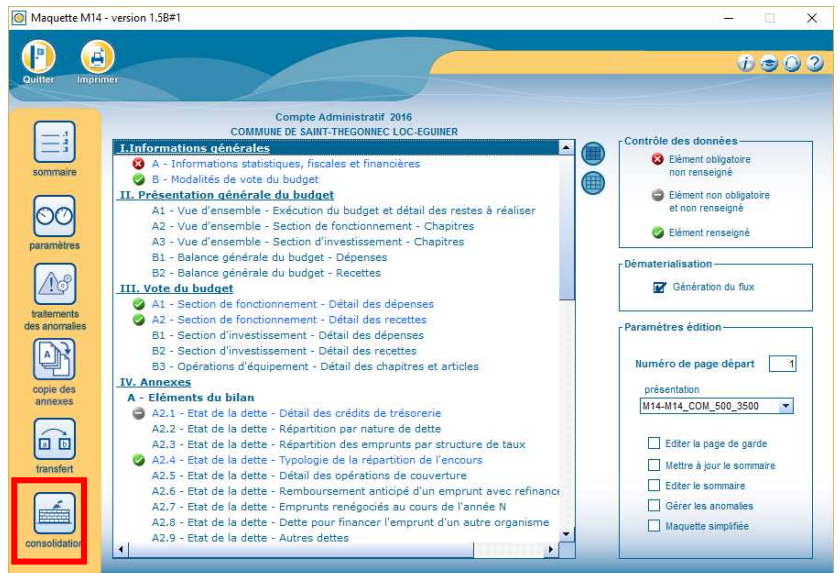 Maquette M14 - version 1.5B#1
Quitter
Imprimer
sommaire
paramètres
traitements
des anomalies
copie des
annexes
transfert
consolidation
Compte Administratif 2016
COMMUNE DE SAINT-THEGONNEC LOC-EGUINER
I.Informations générales
A - Informations statistiques, fiscales et financières
B - Modalités de vote du budget
II. Présentation générale du budget
A1 - Vue d'ensemble - Exécution du budget et détail des restes à réaliser
A2 - Vue d'ensemble - Section de fonctionnement - Chapitres
A3 - Vue d'ensemble - Section d'investissement - Chapitres
B1 - Balance générale du budget - Dépenses
B2 - Balance générale du budget - Recettes
III. Vote du budget
A1 - Section de fonctionnement - Détail des dépenses
A2 - Section de fonctionnement - Détail des recettes
B1 - Section d'investissement - Détail des dépenses
B2 - Section d'investissement - Détail des recettes
B3 - Opérations d'équipement - Détail des chapitres et articles
IV. Annexes
A - Eléments du bilan
A2.1 - Etat de la dette - Détail des crédits de trésorerie
A2.2 - Etat de la dette - Répartition par nature de dette
A2.3 - Etat de la dette - Répartition des emprunts par structure de taux
A2.4 - Etat de la dette - Typologie de la répartition de l'encours
A2.5 - Etat de la dette - Détail des opérations de couverture
A2.6 - Etat de la dette - Remboursement anticipé d'un emprunt avec refinance
A2.7 - Etat de la dette - Emprunts renégociés au cours de l'année N
A2.8 - Etat de la dette - Dette pour financer l'emprunt d'un autre organisme
A2.9 - Etat de la dette - Autres dettes
Contrôle des données
Elément obligatoire
non renseigné
Elément non obligatoire
et non renseigné
Elément renseigné
Dématerialisation
Génération du flux
Paramètres édition
Numéro de page départ 1
présentation
M14-M14_COM_500_3500
Editer la page de garde
Mettre à jour le sommaire
Editer le sommaire
Gérer les anomalies
Maquette simplifiée